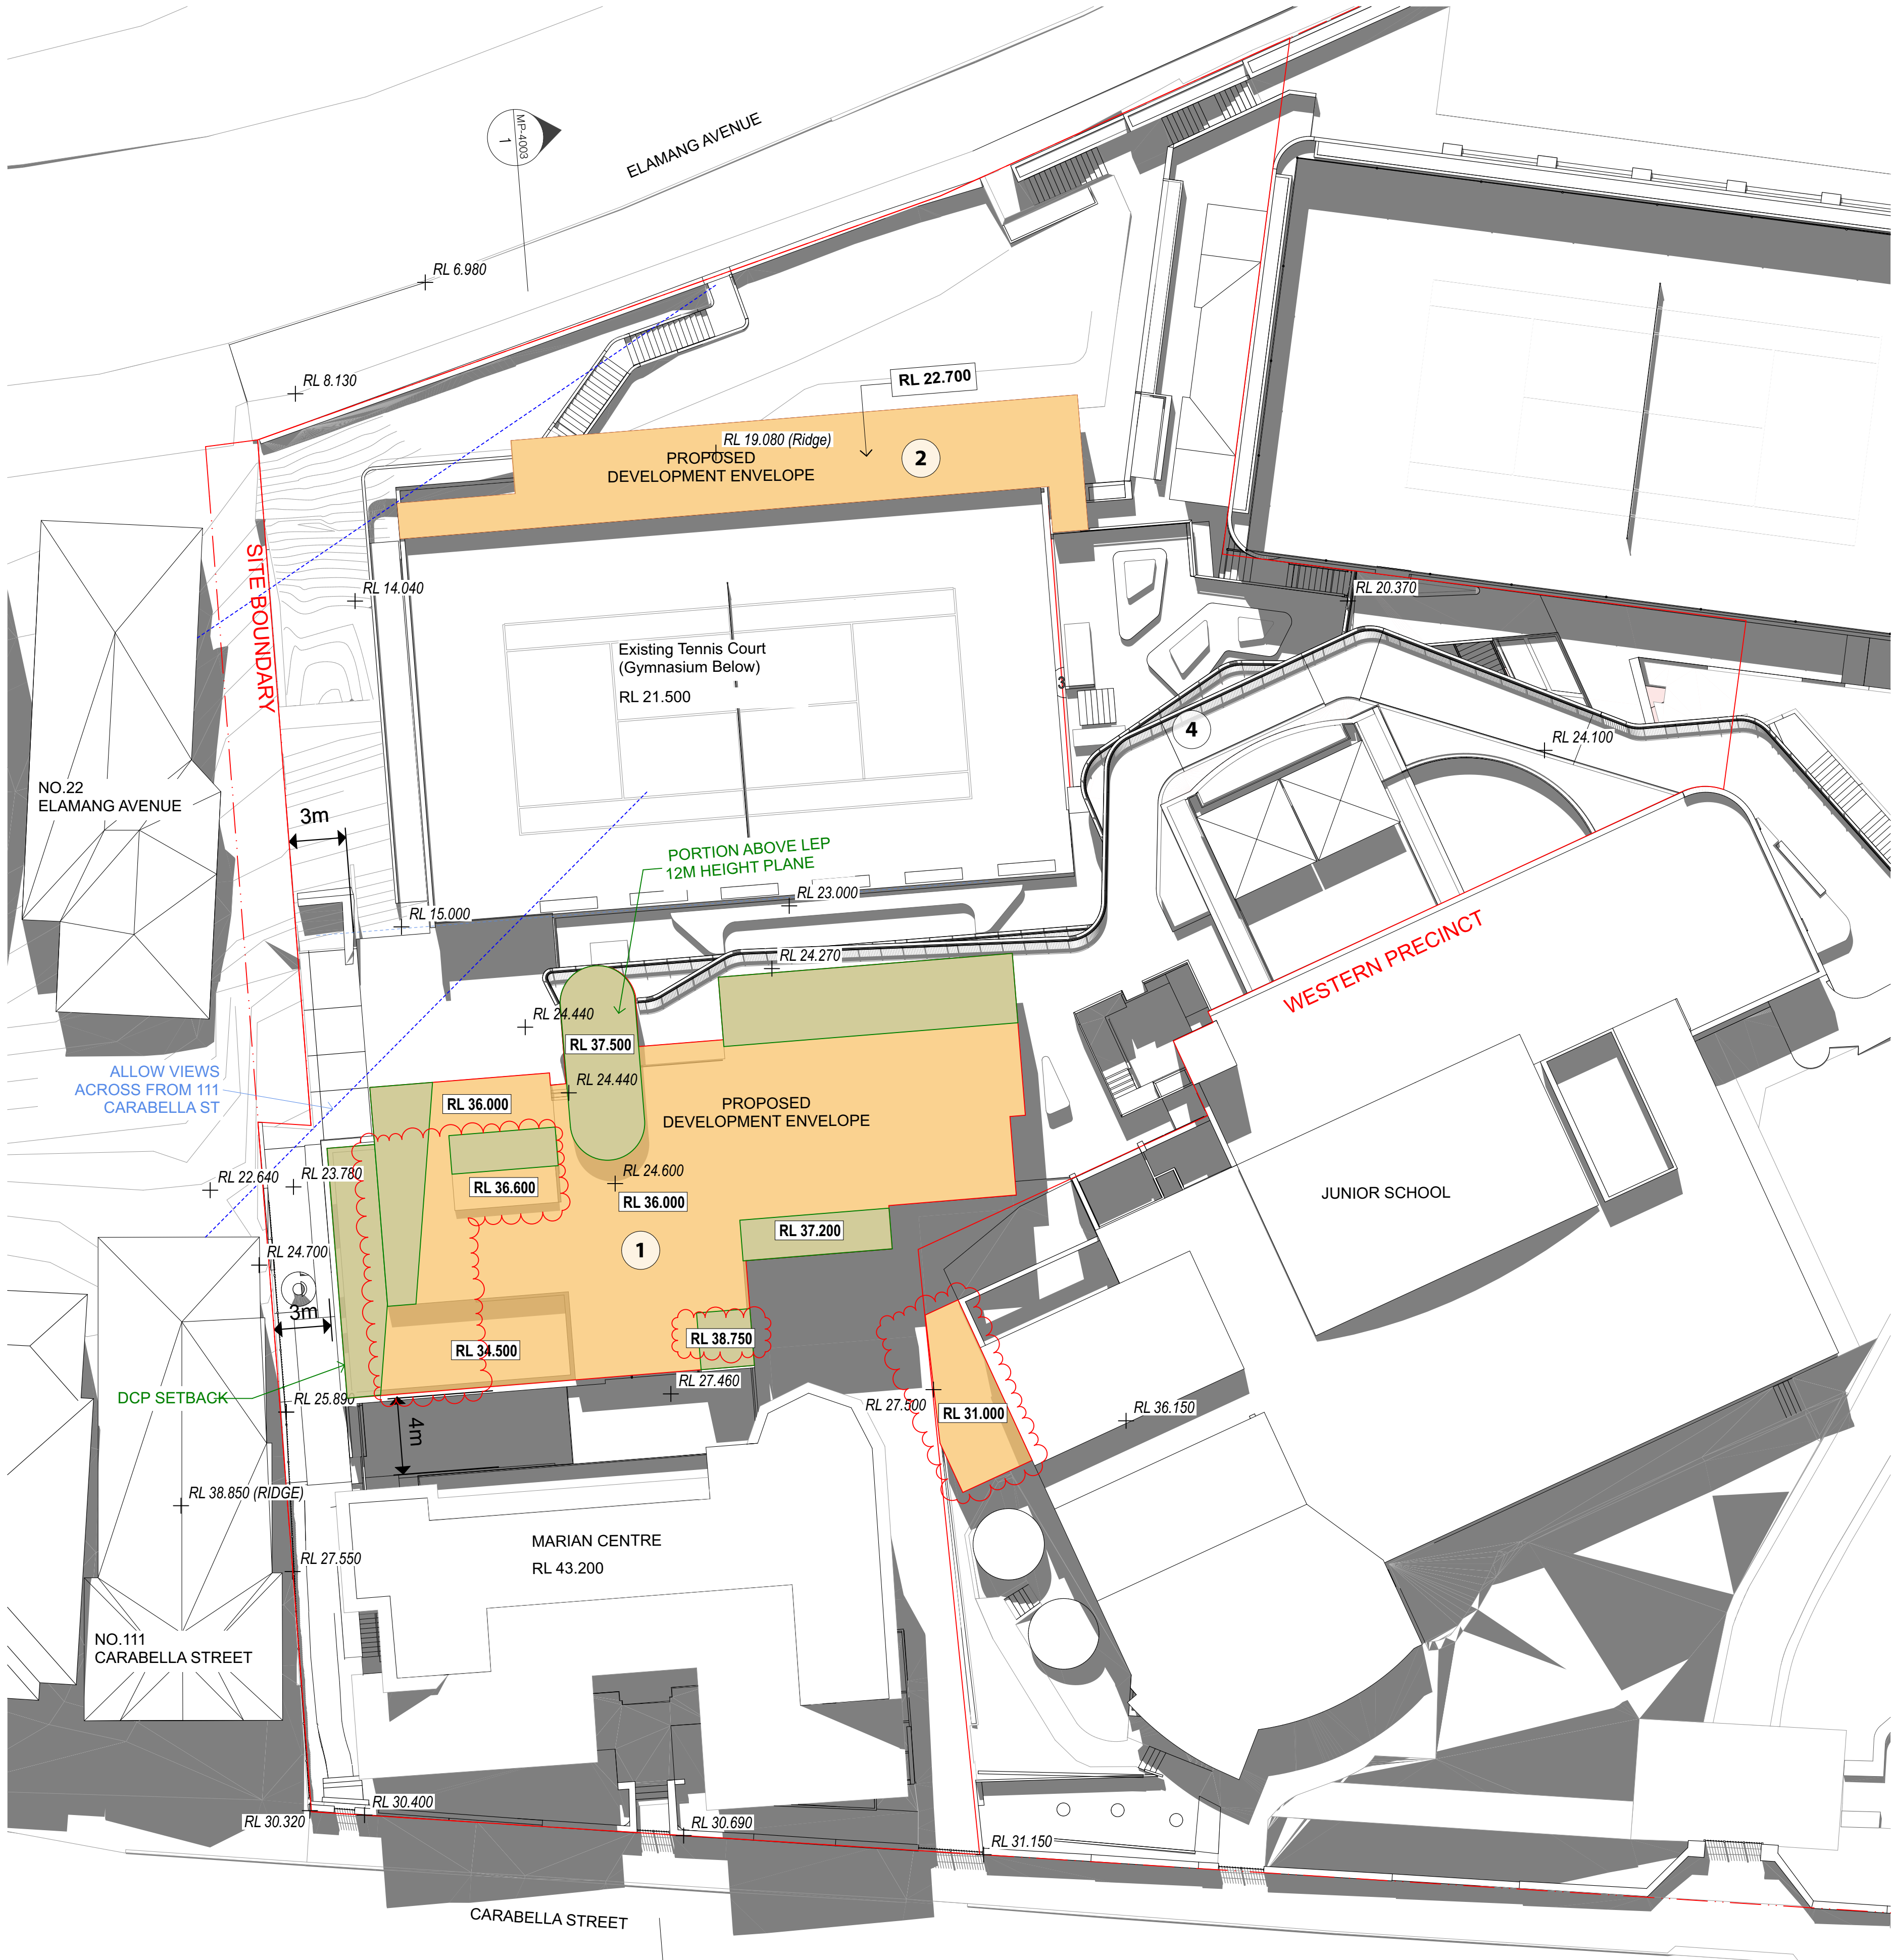 MP-4003
1
ELAMANG AVENUE
RL 6.980
RL 8.130
RL 22.700
RL 19.080 (Ridge)
PROPOSED
DEVELOPMENT ENVELOPE
2
SITE BOUNDARY
RL 14.040
RL 20.370
Existing Tennis Court
(Gymnasium Below)
RL 21.500
3
4
RL 24.100
NO.22
ELAMANG AVENUE
3m
PORTION ABOVE LEP
12M HEIGHT PLANE
RL 23.000
RL 15.000
WESTERN PRECINCT
RL 24.270
RL 24.440
RL 37.500
ALLOW VIEWS
ACROSS FROM 111
CARABELLA ST
RL 24.440
RL 36.000
PROPOSED
DEVELOPMENT ENVELOPE
RL 22.640
RL 23.780
RL 36.600
RL 24.600
RL 36.000
JUNIOR SCHOOL
RL 37.200
1
RL 24.700
3m
RL 34.500
RL 38.750
DCP SETBACK
RL 25.890
RL 27.460
RL 27.500
RL 31.000
RL 36.150
4m
RL 38.850 (RIDGE)
MARIAN CENTRE
RL 43.200
RL 27.550
NO.111
CARABELLA STREET
RL 30.400
RL 30.320
RL 30.690
RL 31.150
CARABELLA STREET